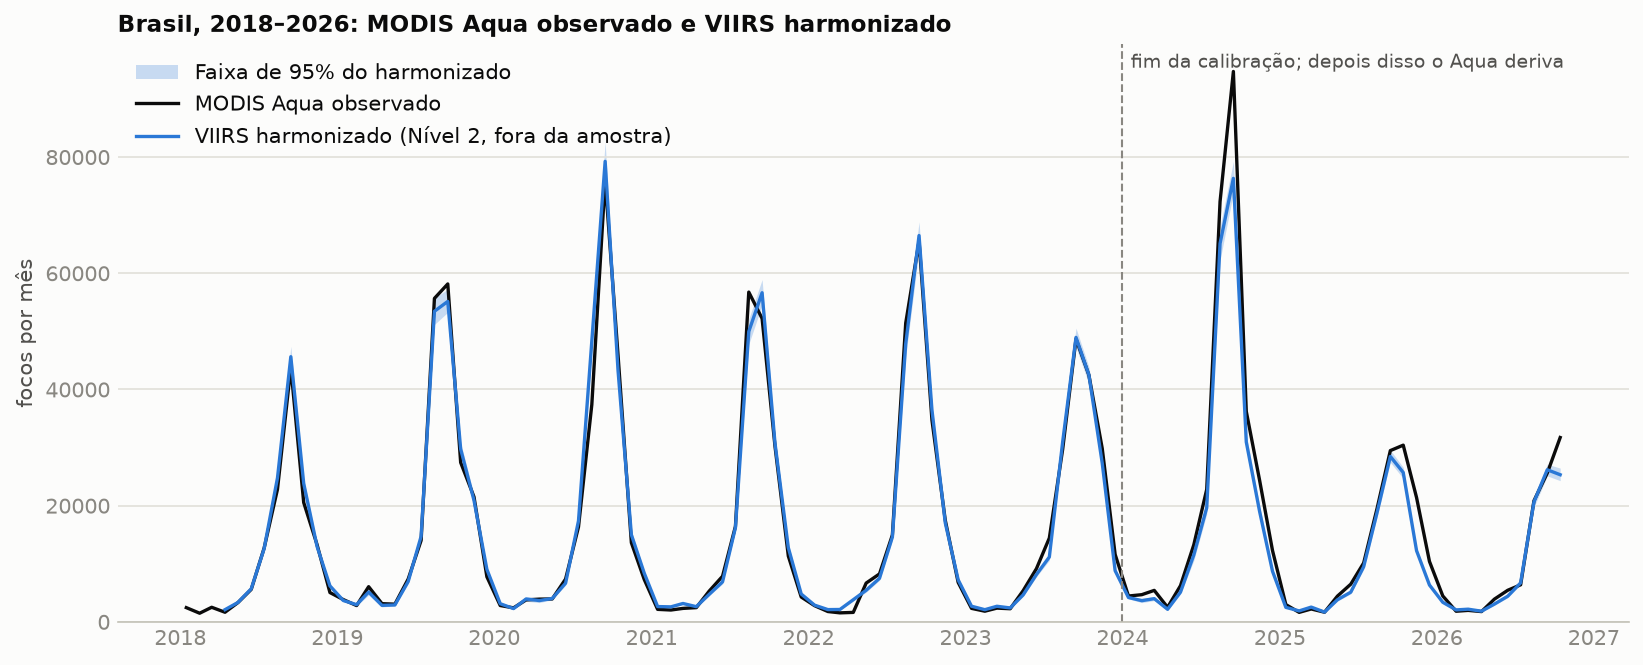 Brasil, 2018–2026: MODIS Aqua observado e VIIRS harmonizado
fim da calibração; depois disso o Aqua deriva
Faixa de 95% do harmonizado
MODIS Aqua observado
VIIRS harmonizado (Nível 2, fora da amostra)
focos por mês
80000
60000
40000
20000
0
2018 2019 2020 2021 2022 2023 2024 2025 2026 2027